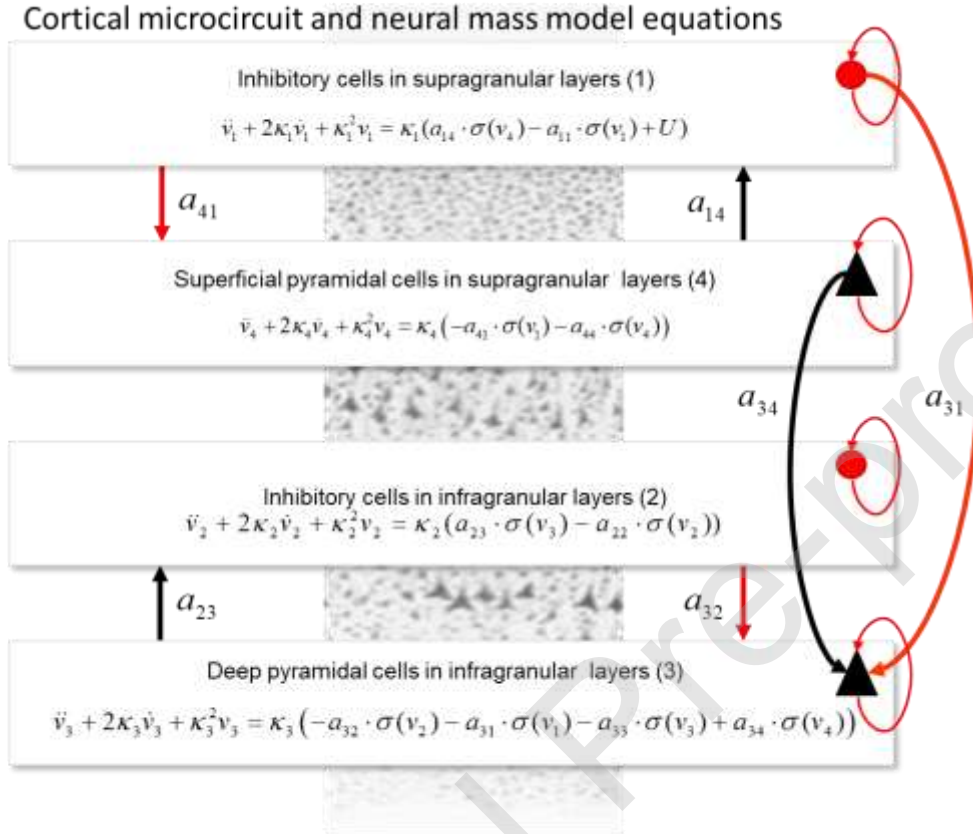 Cortical microcircuit and neural mass model equations
Inhibitory cells in supragranular layers (1)
v̈₁ + 2κ₁v̇₁ + κ₁²v₁ = κ₁(a₁₄ · σ(v₄) − a₁₁ · σ(v₁) + U)
a₄₁
a₁₄
Superficial pyramidal cells in supragranular layers (4)
v̈₄ + 2κ₄v̇₄ + κ₄²v₄ = κ₄(−a₄₁ · σ(v₁) − a₄₄ · σ(v₄))
a₃₄
a₃₁
Inhibitory cells in infragranular layers (2)
v̈₂ + 2κ₂v̇₂ + κ₂²v₂ = κ₂(a₂₃ · σ(v₃) − a₂₂ · σ(v₂))
a₂₃
a₃₂
Deep pyramidal cells in infragranular layers (3)
v̈₃ + 2κ₃v̇₃ + κ₃²v₃ = κ₃(−a₃₂ · σ(v₂) − a₃₁ · σ(v₁) − a₃₃ · σ(v₃) + a₃₄ · σ(v₄))